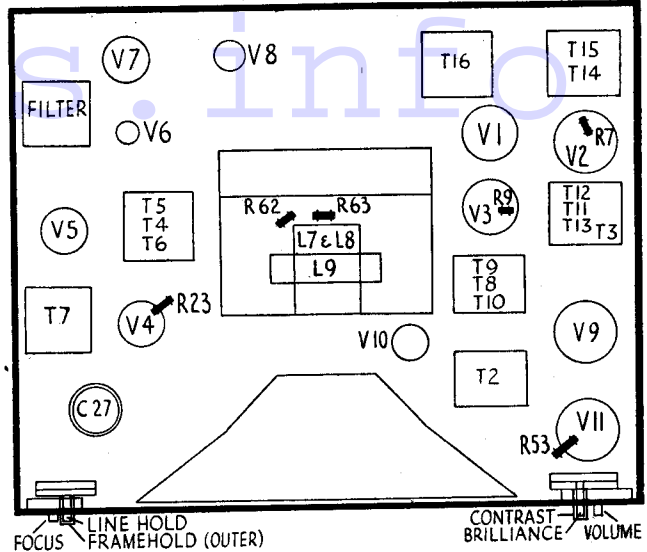 V7
V8
T16
T15
T14
s.info
FILTER
V6
V1
R7
V2
T5
T4
T6
R62
R63
V3
R9
T12
T11
T13 T3
V5
L7 & L8
L9
T9
T8
T10
T7
V4
R23
V10
V9
T2
C27
V11
R53
FOCUS
LINE HOLD
FRAMEHOLD (OUTER)
CONTRAST
BRILLIANCE
VOLUME